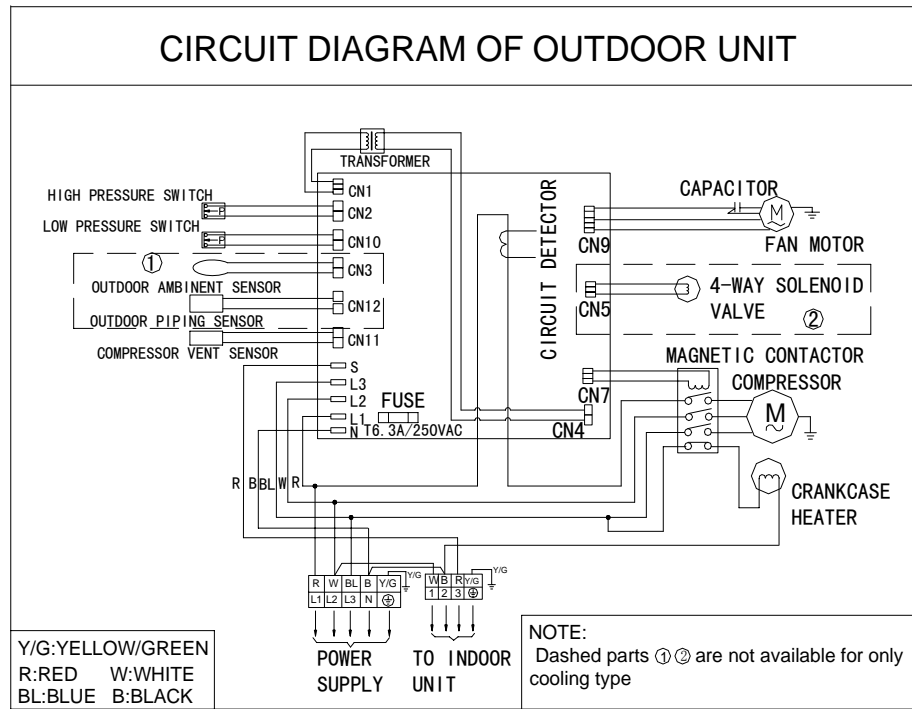 CIRCUIT DIAGRAM OF OUTDOOR UNIT
TRANSFORMER
HIGH PRESSURE SWITCH
P
CN1
CN2
LOW PRESSURE SWITCH
P
CN10
①
CN3
OUTDOOR AMBINENT SENSOR
CN12
OUTDOOR PIPING SENSOR
CN11
COMPRESSOR VENT SENSOR
S
L3
L2
L1
N
FUSE
T6.3A/250VAC
CIRCUIT DETECTOR
CAPACITOR
M
CN9
FAN MOTOR
CN5
4-WAY SOLENOID
VALVE
②
MAGNETIC CONTACTOR
COMPRESSOR
CN7
M
CN4
CRANKCASE
HEATER
R B BL W R
R W BL B Y/G Y/G
L1 L2 L3 N
W B R Y/G Y/G
1 2 3
POWER
SUPPLY
TO INDOOR
UNIT
Y/G:YELLOW/GREEN
R:RED W:WHITE
BL:BLUE B:BLACK
NOTE:
Dashed parts ① ② are not available for only
cooling type